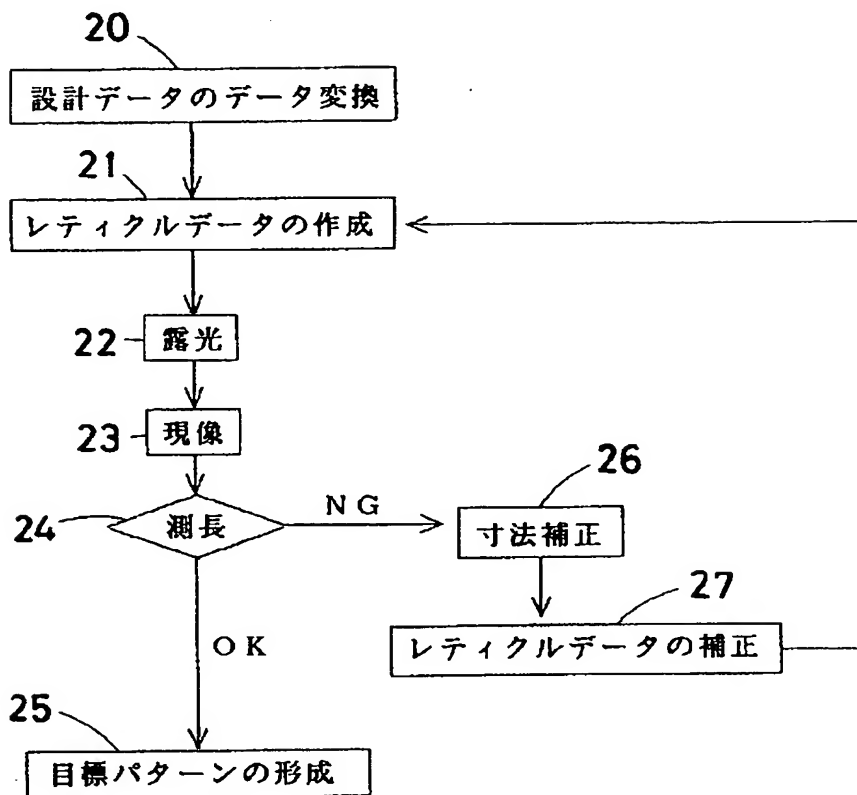 20
設計データのデータ変換
21
レティクルデータの作成
22
露光
23
現像
24
測長
NG
26
寸法補正
27
レティクルデータの補正
OK
25
目標パターンの形成